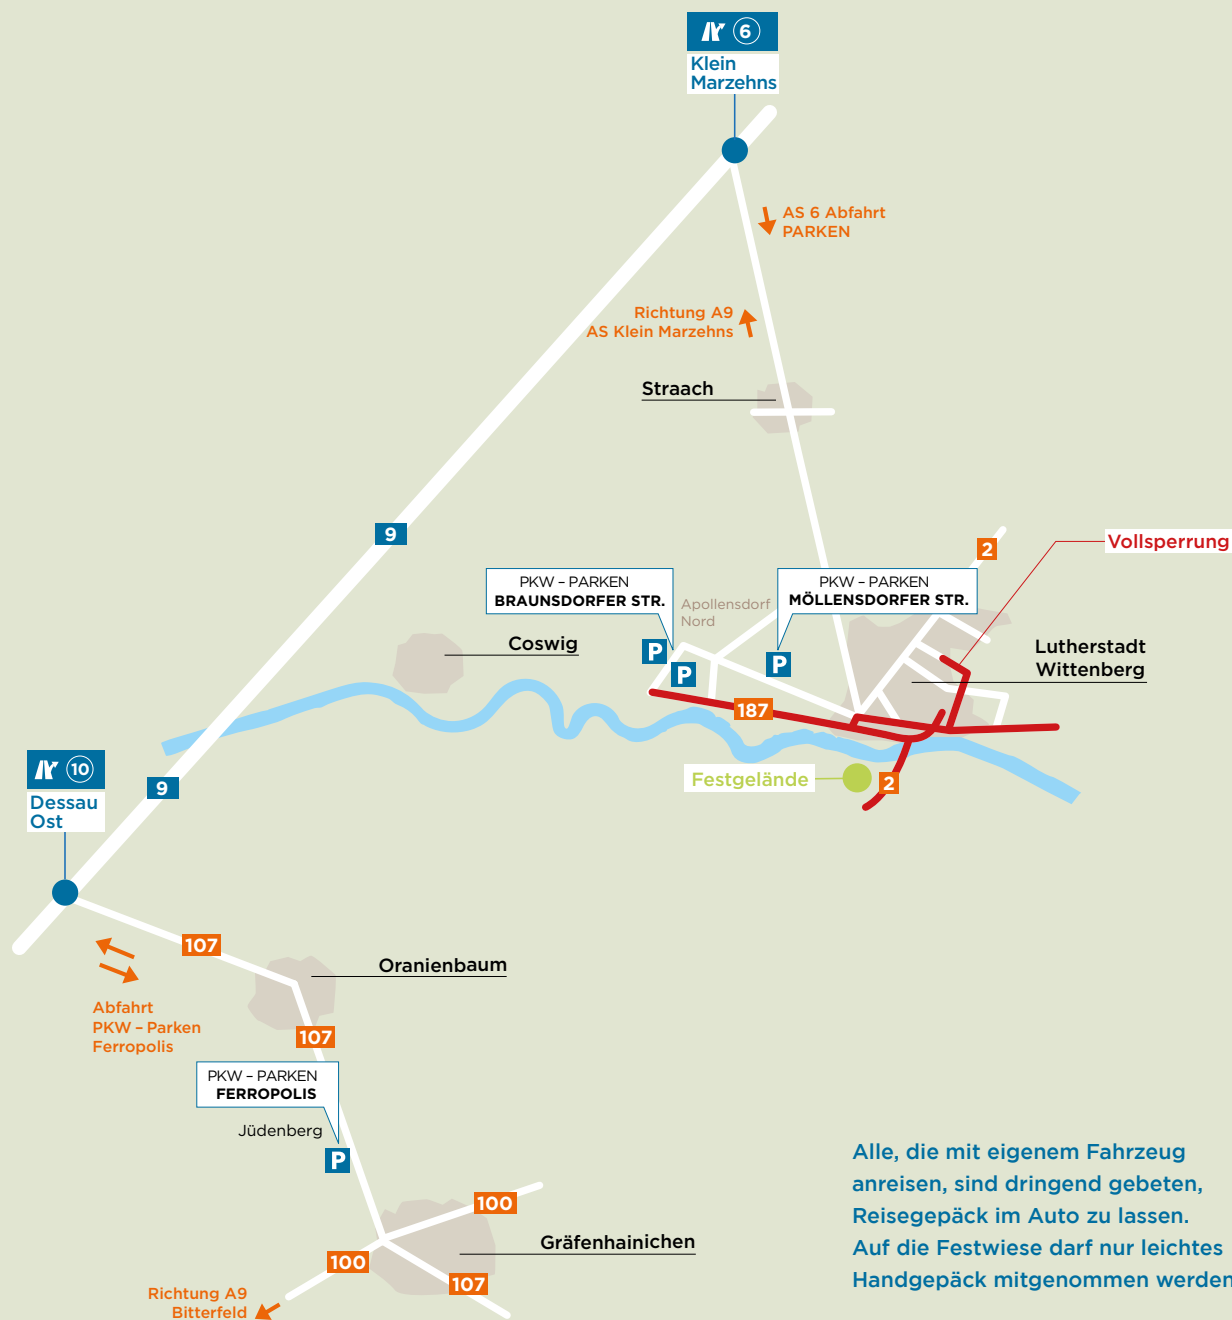 6
Klein
Marzehns
AS 6 Abfahrt
PARKEN
Richtung A9
AS Klein Marzehns
Straach
9
2
Vollsperrung
PKW – PARKEN
BRAUNSDORFER STR.
Apollensdorf
Nord
PKW – PARKEN
MÖLLENSDORFER STR.
Coswig
P
P
P
Lutherstadt
Wittenberg
187
Festgelände
2
10
Dessau
Ost
9
107
Oranienbaum
Abfahrt
PKW – Parken
Ferropolis
107
PKW – PARKEN
FERROPOLIS
Jüdenberg
P
100
Gräfenhainichen
100
107
Richtung A9
Bitterfeld
Alle, die mit eigenem Fahrzeug
anreisen, sind dringend gebeten,
Reisegepäck im Auto zu lassen.
Auf die Festwiese darf nur leichtes
Handgepäck mitgenommen werden